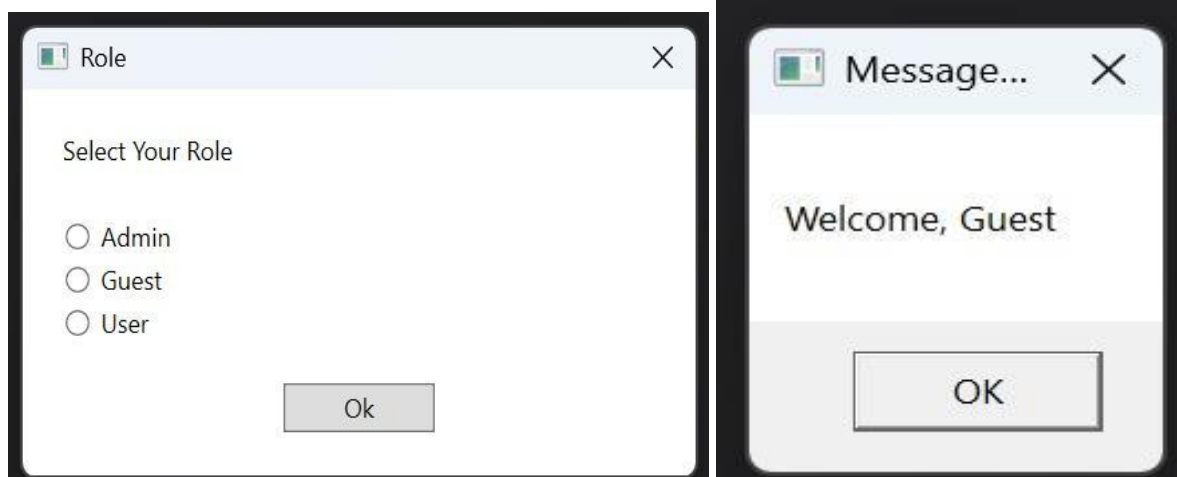 Role
Select Your Role
Admin
Guest
User
Ok
Message...
Welcome, Guest
OK